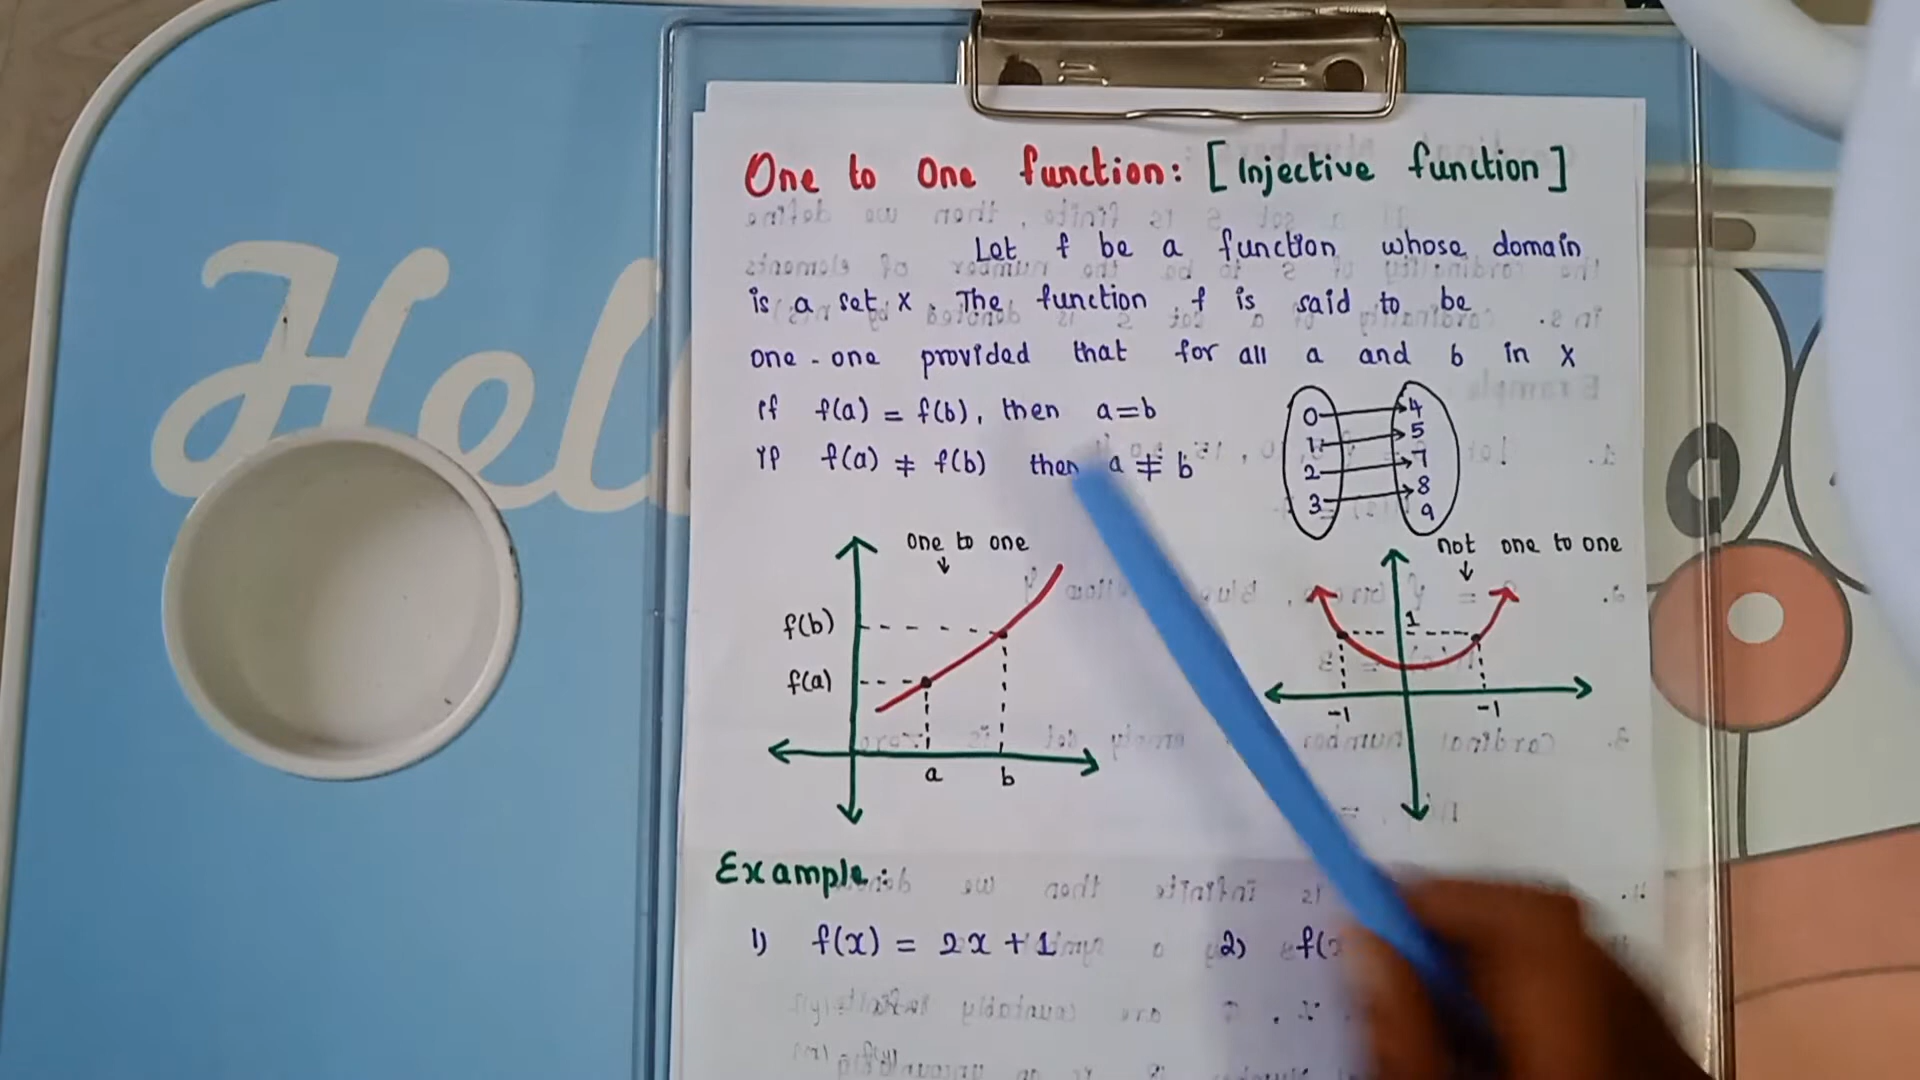 Hell
One to One function: [Injective function]
Let f be a function whose domain
is a set X. The function f is said to be
one-one provided that for all a and b in X
If f(a) = f(b), then a=b
If f(a) ≠ f(b) then a ≠ b
0 4
1 5
2 7
3 8
9
one to one
f(b)
f(a)
a b
not one to one
1
-1 -1
Example:
1) f(x) = 2x + 1 2) f(